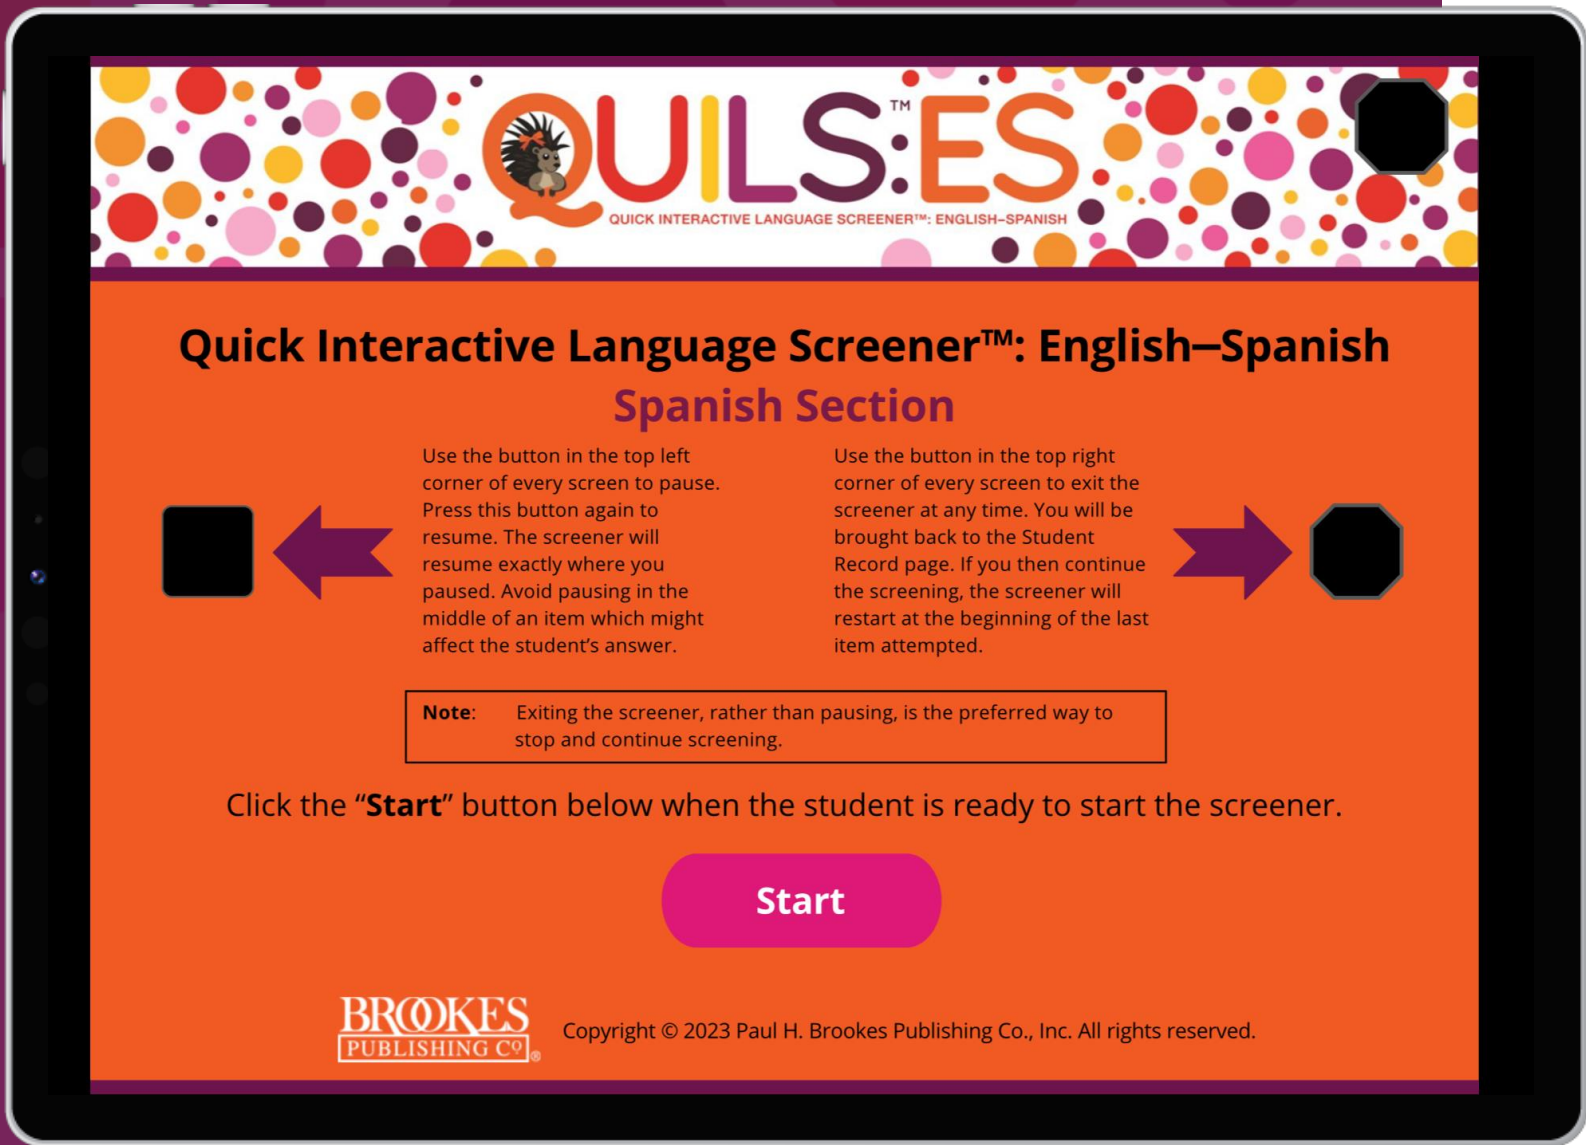 QUILS:ES™
QUICK INTERACTIVE LANGUAGE SCREENER™: ENGLISH–SPANISH
Quick Interactive Language Screener™: English—Spanish
Spanish Section
Use the button in the top left
corner of every screen to pause.
Press this button again to
resume. The screener will
resume exactly where you
paused. Avoid pausing in the
middle of an item which might
affect the student’s answer.
Use the button in the top right
corner of every screen to exit the
screener at any time. You will be
brought back to the Student
Record page. If you then continue
the screening, the screener will
restart at the beginning of the last
item attempted.
Note: Exiting the screener, rather than pausing, is the preferred way to
stop and continue screening.
Click the “Start” button below when the student is ready to start the screener.
Start
BROOKES
PUBLISHING CO®
Copyright © 2023 Paul H. Brookes Publishing Co., Inc. All rights reserved.